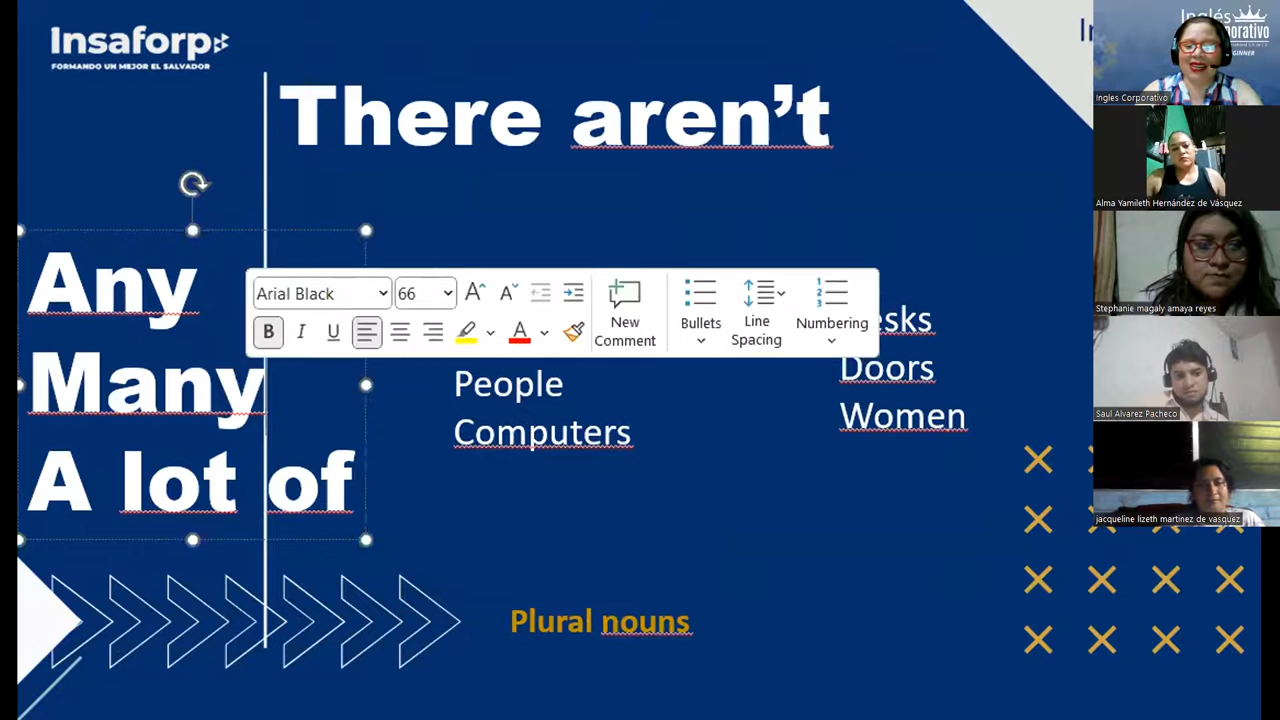 Insaforp
FORMANDO UN MEJOR EL SALVADOR
There aren't
Any
Many
A lot of
Arial Black
66
B I U
A
New
Comment
Bullets
Line
Spacing
Numbering
People
Computers
esks
Doors
Women
Plural nouns
Inglés
Ingles Corporativo
Alma Yamileth Hernández de Vásquez
Stephanie magaly amaya reyes
Saul Alvarez Pacheco
jacqueline lizeth martinez de vasquez